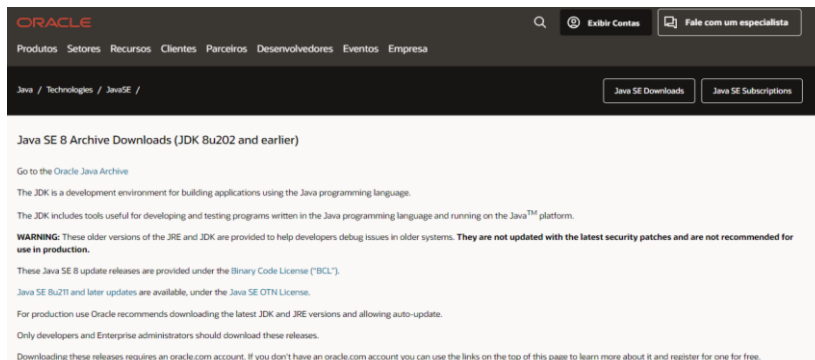 ORACLE
Exibir Contas
Fale com um especialista
Produtos Setores Recursos Clientes Parceiros Desenvolvedores Eventos Empresa
Java / Technologies / JavaSE /
Java SE Downloads
Java SE Subscriptions
Java SE 8 Archive Downloads (JDK 8u202 and earlier)
Go to the Oracle Java Archive
The JDK is a development environment for building applications using the Java programming language.
The JDK includes tools useful for developing and testing programs written in the Java programming language and running on the Java™ platform.
WARNING: These older versions of the JRE and JDK are provided to help developers debug issues in older systems. They are not updated with the latest security patches and are not recommended for
use in production.
These Java SE 8 update releases are provided under the Binary Code License ("BCL").
Java SE 8u211 and later updates are available, under the Java SE OTN License.
For production use Oracle recommends downloading the latest JDK and JRE versions and allowing auto-update.
Only developers and Enterprise administrators should download these releases.
Downloading these releases requires an oracle.com account. If you don't have an oracle.com account you can use the links on the top of this page to learn more about it and register for one for free.